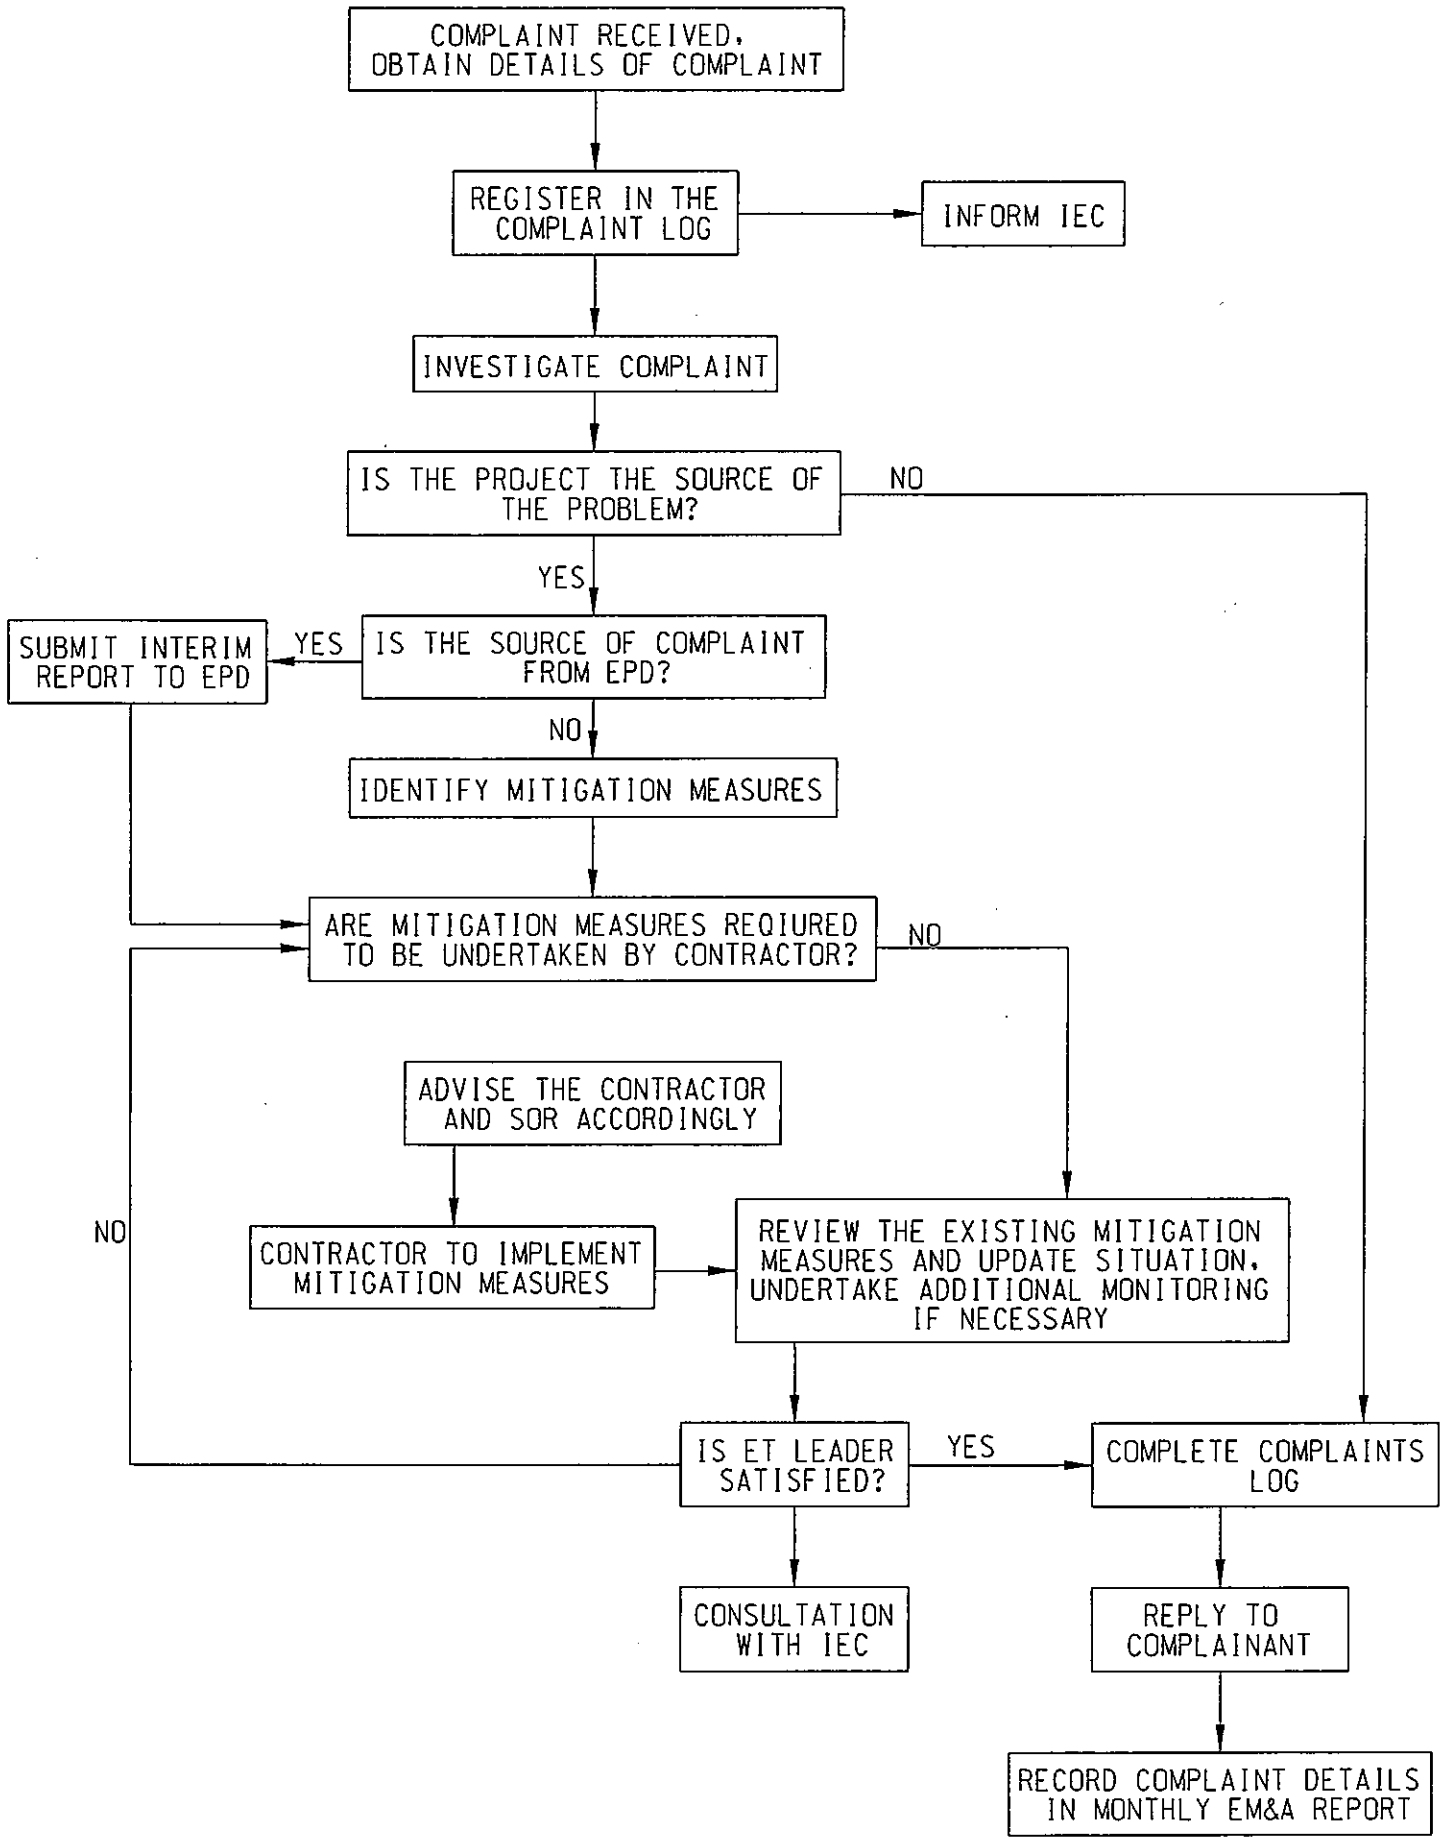 COMPLAINT RECEIVED,
OBTAIN DETAILS OF COMPLAINT
REGISTER IN THE
COMPLAINT LOG
INFORM IEC
INVESTIGATE COMPLAINT
IS THE PROJECT THE SOURCE OF
THE PROBLEM?
NO
YES
SUBMIT INTERIM
REPORT TO EPD
YES
IS THE SOURCE OF COMPLAINT
FROM EPD?
NO
IDENTIFY MITIGATION MEASURES
ARE MITIGATION MEASURES REQIURED
TO BE UNDERTAKEN BY CONTRACTOR?
NO
ADVISE THE CONTRACTOR
AND SOR ACCORDINGLY
NO
CONTRACTOR TO IMPLEMENT
MITIGATION MEASURES
REVIEW THE EXISTING MITIGATION
MEASURES AND UPDATE SITUATION,
UNDERTAKE ADDITIONAL MONITORING
IF NECESSARY
IS ET LEADER
SATISFIED?
YES
COMPLETE COMPLAINTS
LOG
CONSULTATION
WITH IEC
REPLY TO
COMPLAINANT
RECORD COMPLAINT DETAILS
IN MONTHLY EM&A REPORT